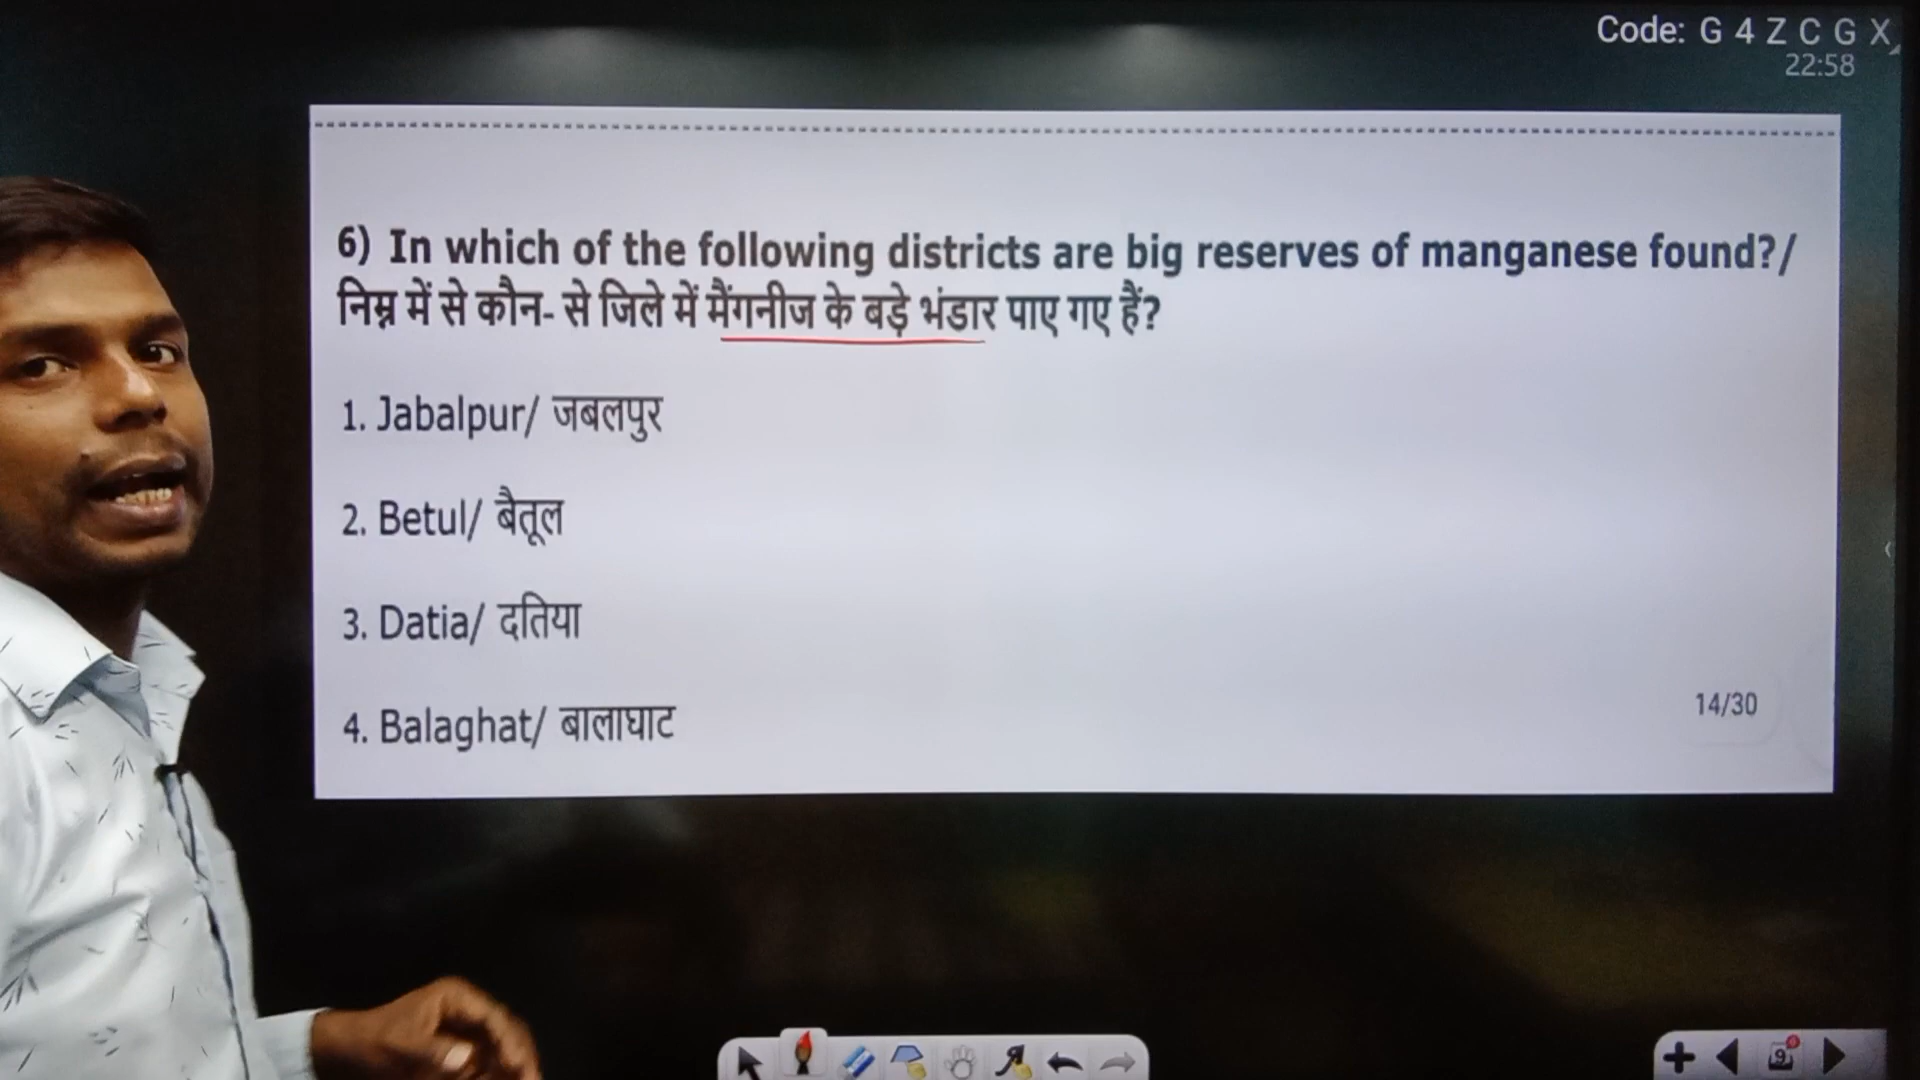 Code: G 4 Z C G X
22:58
6) In which of the following districts are big reserves of manganese found?/
निम्न में से कौन- से जिले में मैंगनीज के बड़े भंडार पाए गए हैं?
1. Jabalpur/ जबलपुर
2. Betul/ बैतूल
3. Datia/ दतिया
4. Balaghat/ बालाघाट
14/30
9